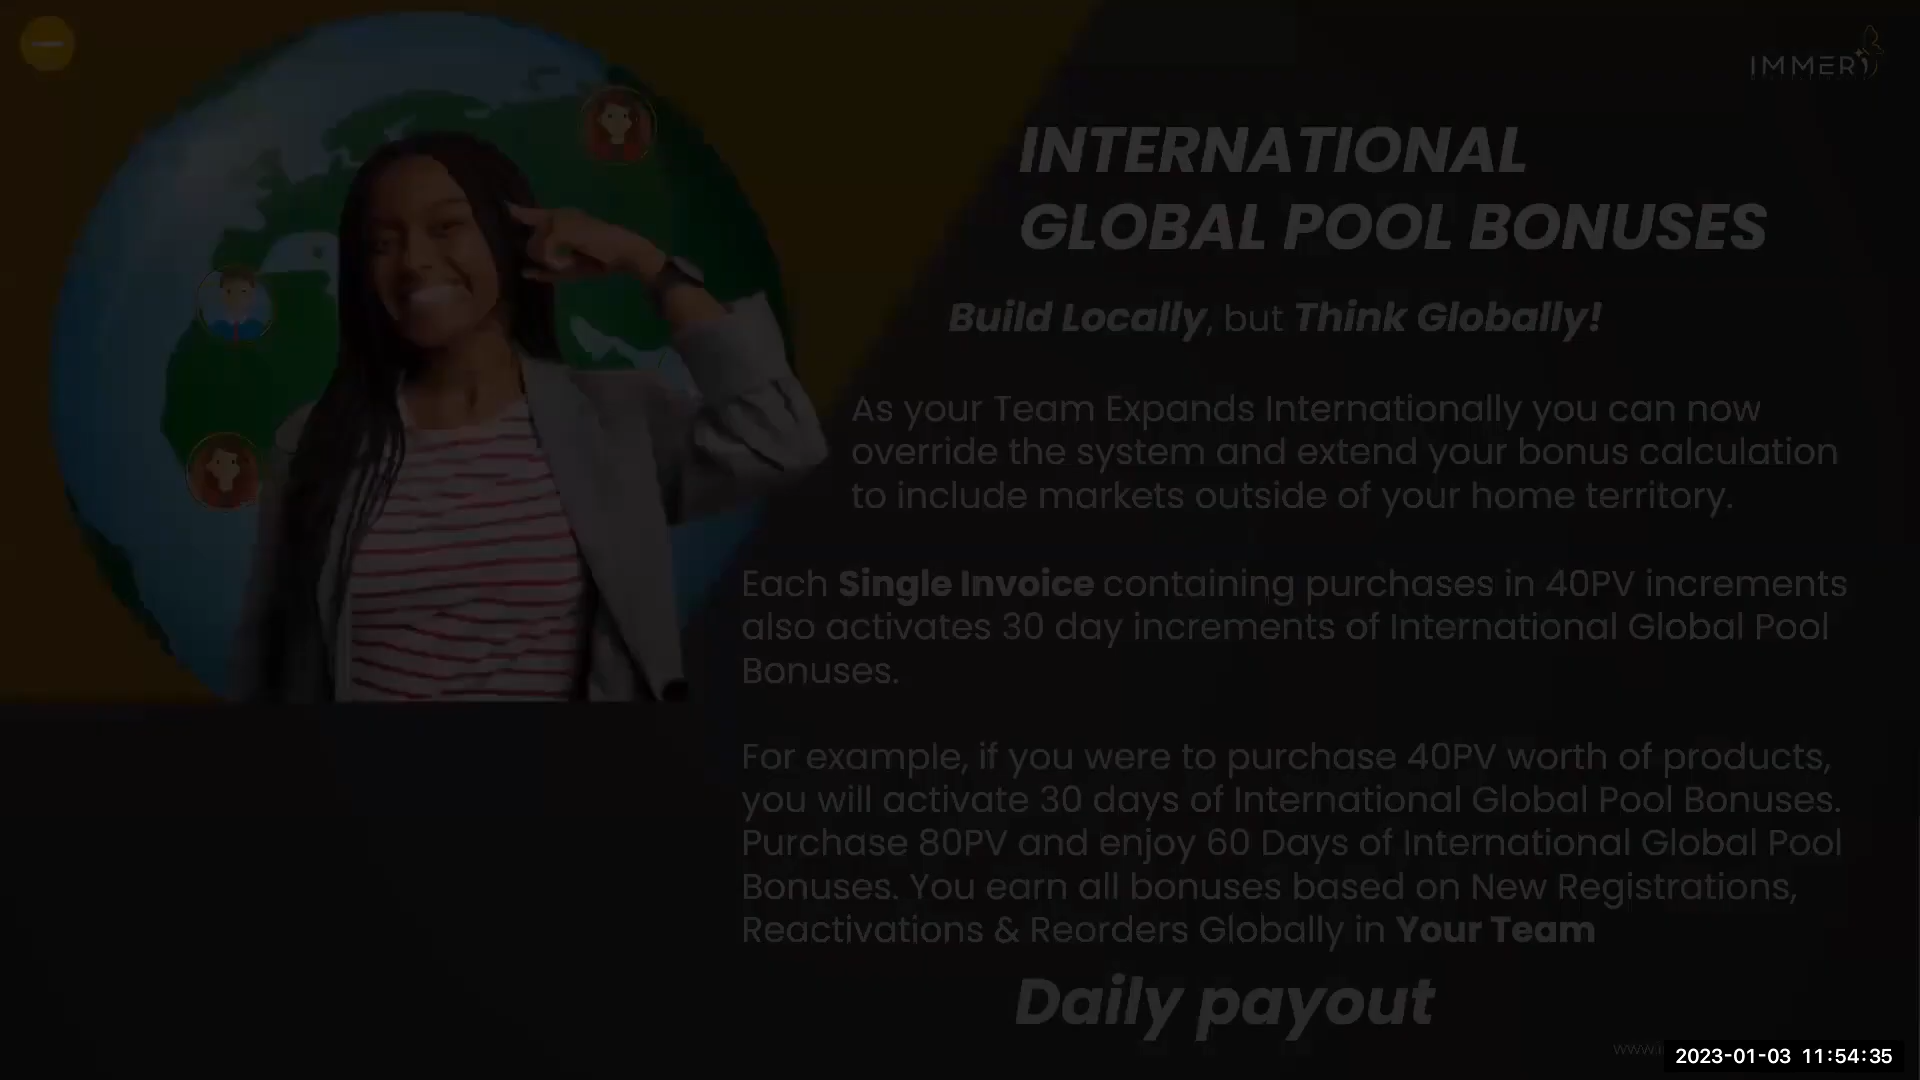 IMMERI
INTERNATIONAL
GLOBAL POOL BONUSES
Build Locally, but Think Globally!
As your Team Expands Internationally you can now
override the system and extend your bonus calculation
to include markets outside of your home territory.
Each Single Invoice containing purchases in 40PV increments
also activates 30 day increments of International Global Pool
Bonuses.
For example, if you were to purchase 40PV worth of products,
you will activate 30 days of International Global Pool Bonuses.
Purchase 80PV and enjoy 60 Days of International Global Pool
Bonuses. You earn all bonuses based on New Registrations,
Reactivations & Reorders Globally in Your Team
Daily payout
2023-01-03 11:54:35